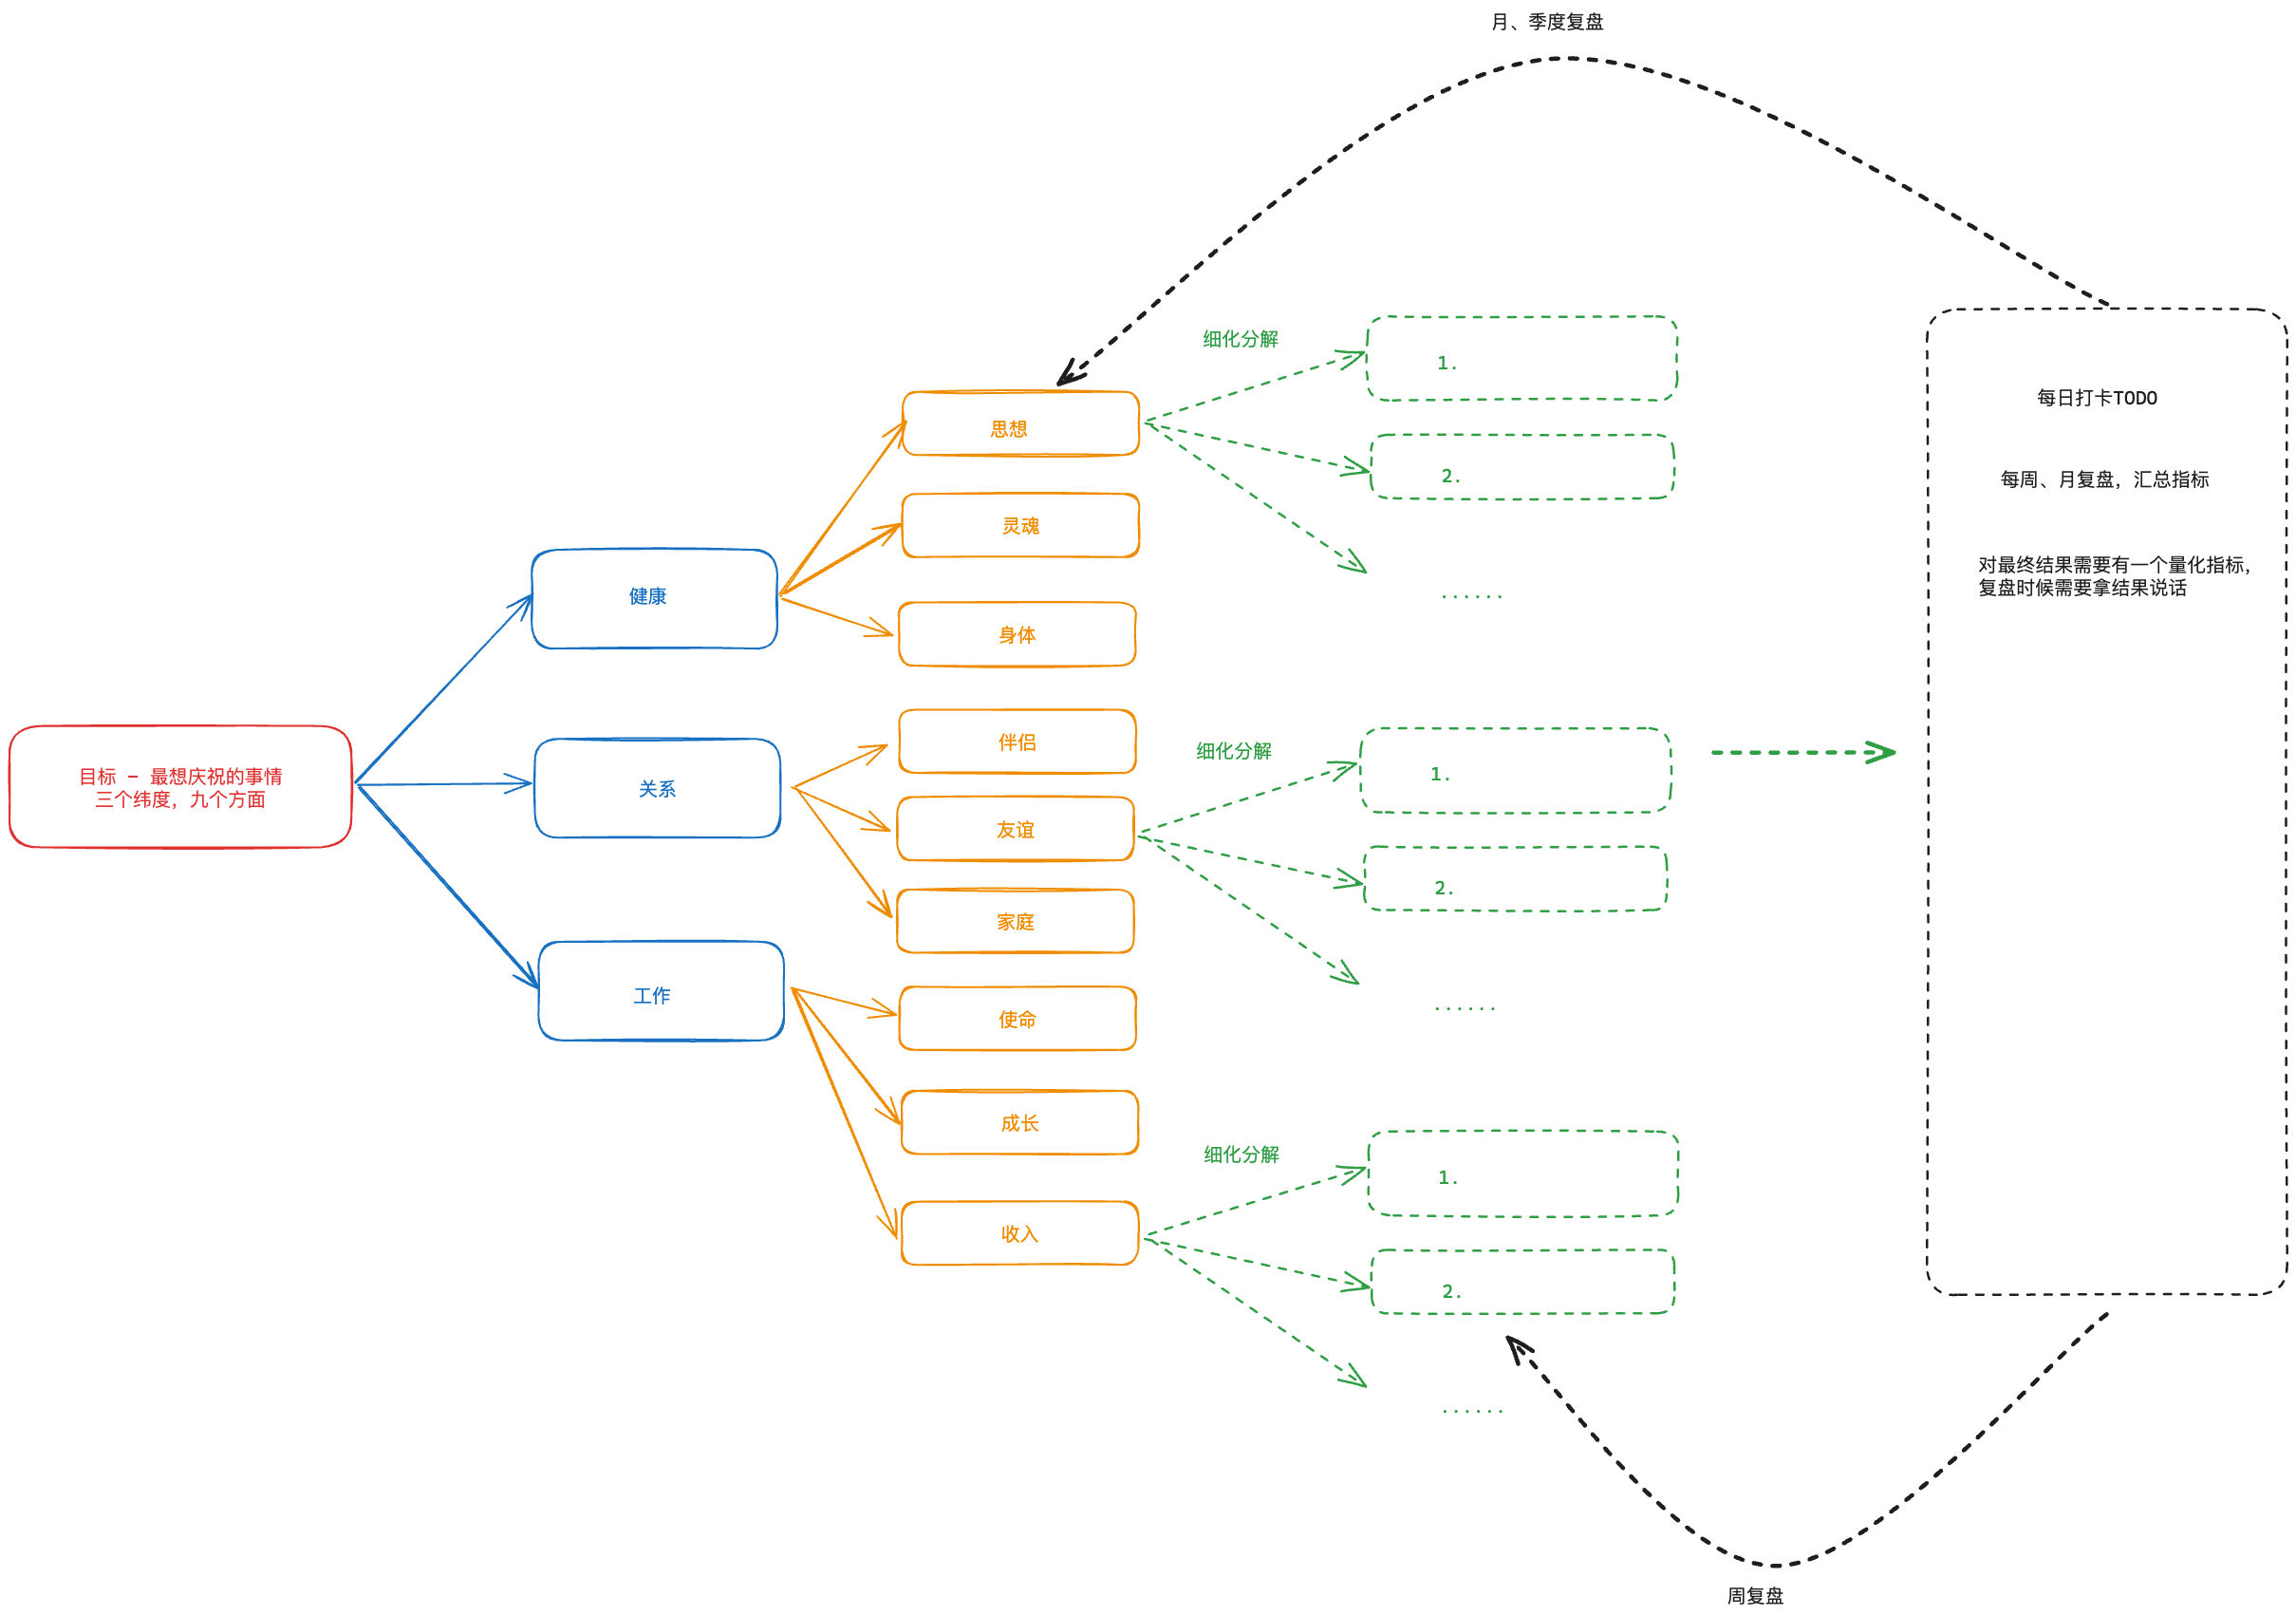 月、季度复盘
细化分解
1.
2.
......
思想
灵魂
身体
健康
目标 - 最想庆祝的事情
三个纬度，九个方面
关系
伴侣
友谊
家庭
细化分解
1.
2.
......
工作
使命
成长
收入
细化分解
1.
2.
......
每日打卡TODO
每周、月复盘，汇总指标
对最终结果需要有一个量化指标，
复盘时候需要拿结果说话
周复盘